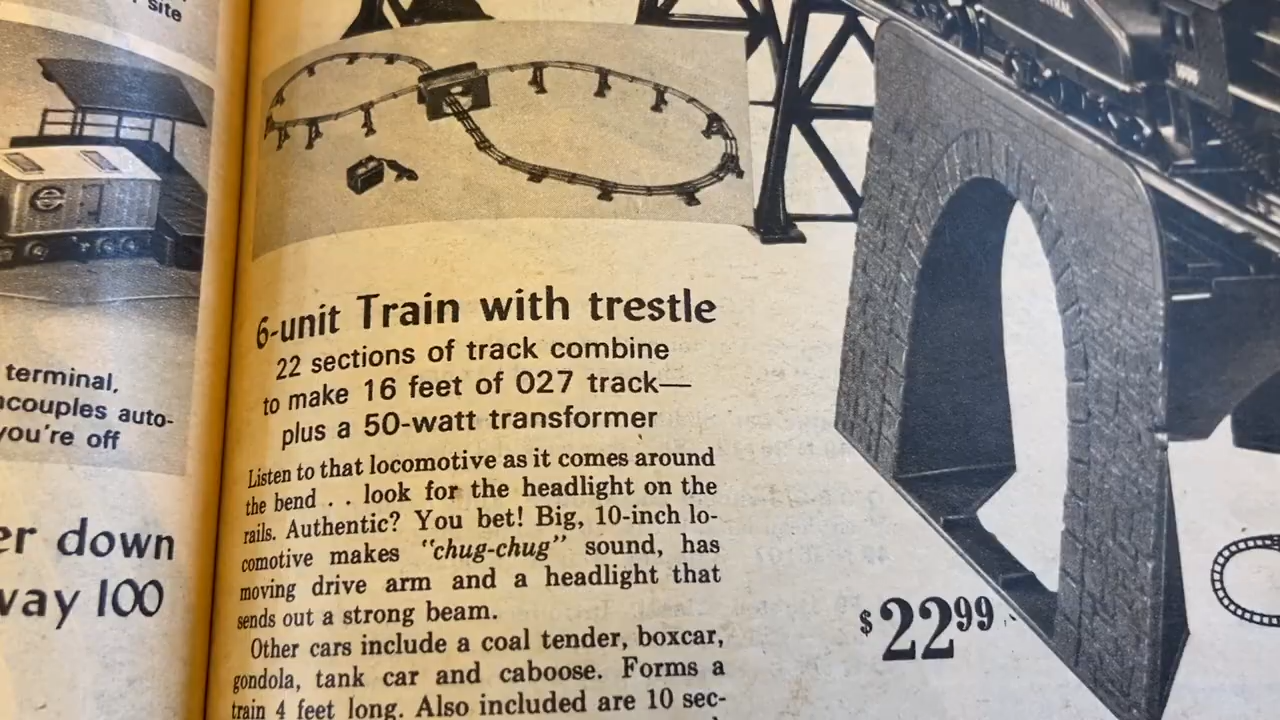 site
terminal,
couples auto-
you're off
er down
way 100
6-unit Train with trestle
22 sections of track combine
to make 16 feet of 027 track—
plus a 50-watt transformer
Listen to that locomotive as it comes around
the bend . . look for the headlight on the
rails. Authentic? You bet! Big, 10-inch lo-
comotive makes "chug-chug" sound, has
moving drive arm and a headlight that
sends out a strong beam.
Other cars include a coal tender, boxcar,
gondola, tank car and caboose. Forms a
train 4 feet long. Also included are 10 sec-
$22⁹⁹